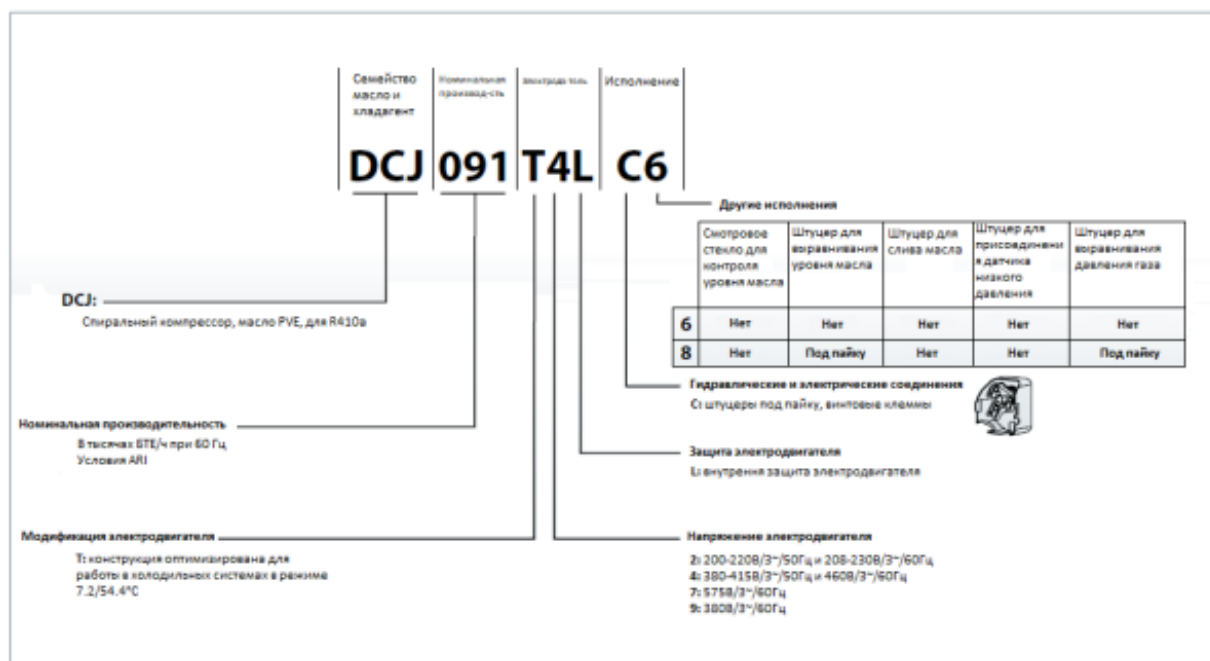 Семейство
масло и
хладагент
Номинальная
производ-сть
Исполнение
DCJ 091 T4L C6
Другие исполнения
Смотровое
стекло для
контроля
уровня масла
Штуцер для
выравнивания
уровня масла
Штуцер для
слива масла
Штуцер для
присоединени
я датчика
низкого
давления
Штуцер для
выравнивания
давления газа
6 Нет Нет Нет Нет Нет
8 Нет Под пайку Нет Нет Под пайку
DCJ:
Спиральный компрессор, масло PVE, для R410a
Гидравлические и электрические соединения
C: штуцеры под пайку, винтовые клеммы
Номинальная производительность
В тысячах БТЕ/ч при 60 Гц
Условия ARI
Защита электродвигателя
L: внутрення защита электродвигателя
Модификация электродвигателя
T: конструкция оптимизирована для
работы в холодильных системах в режиме
7.2/54.4°C
Напряжение электродвигателя
2: 200-220В/3~/50Гц и 208-230В/3~/60Гц
4: 380-415В/3~/50Гц и 460В/3~/60Гц
7: 575В/3~/60Гц
9: 380В/3~/60Гц